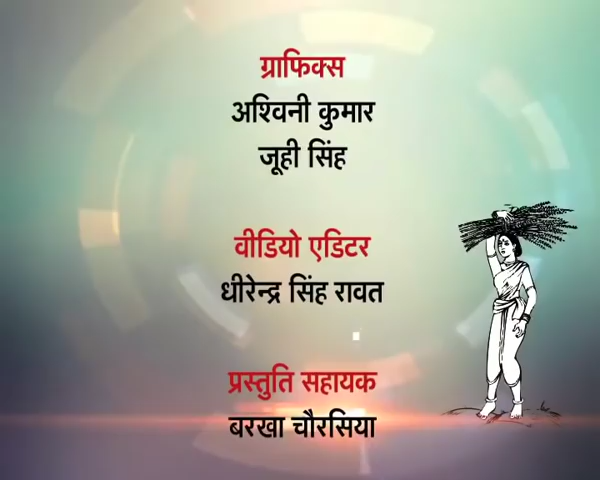 ग्राफिक्स
अश्विनी कुमार
जूही सिंह
वीडियो एडिटर
धीरेन्द्र सिंह रावत
प्रस्तुति सहायक
बरखा चौरसिया